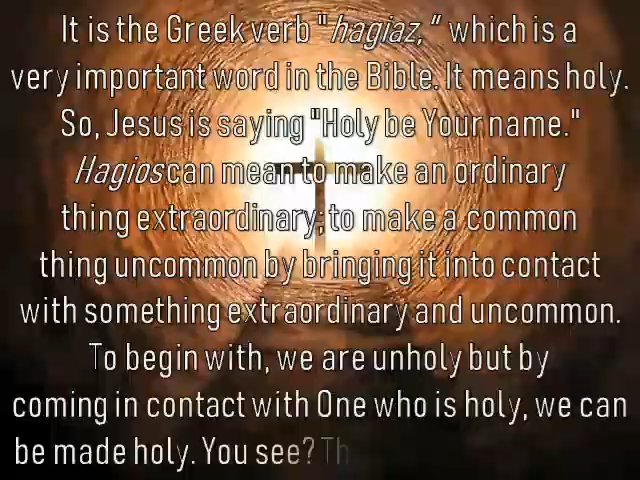 It is the Greek verb "hagiaz,” which is a
very important word in the Bible. It means holy.
So, Jesus is saying "Holy be Your name."
Hagios can mean to make an ordinary
thing extraordinary; to make a common
thing uncommon by bringing it into contact
with something extraordinary and uncommon.
To begin with, we are unholy but by
coming in contact with One who is holy, we can
be made holy. You see? Th